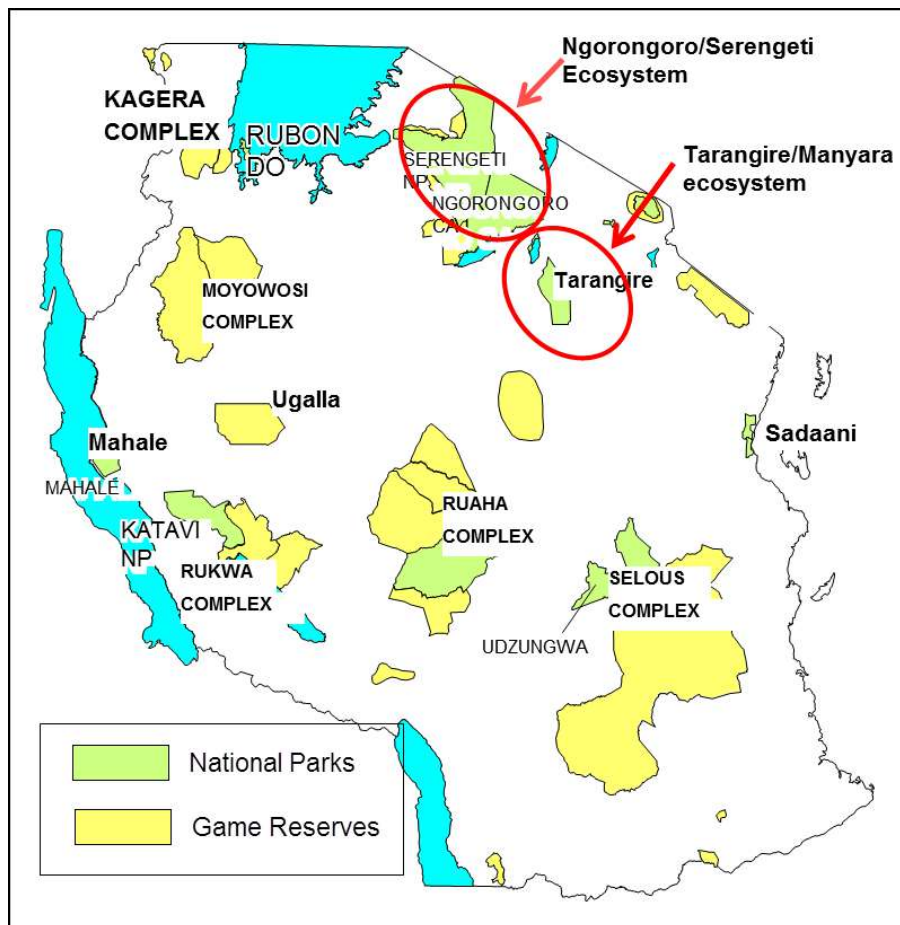 Ngorongoro/Serengeti
Ecosystem
KAGERA
COMPLEX
RUBON
DO
Tarangire/Manyara
ecosystem
SERENGETI
NP
NGORONGORO
CA
Tarangire
MOYOWOSI
COMPLEX
Ugalla
Mahale
MAHALE
Sadaani
KATAVI
NP
RUKWA
COMPLEX
RUAHA
COMPLEX
SELOUS
COMPLEX
UDZUNGWA
National Parks
Game Reserves